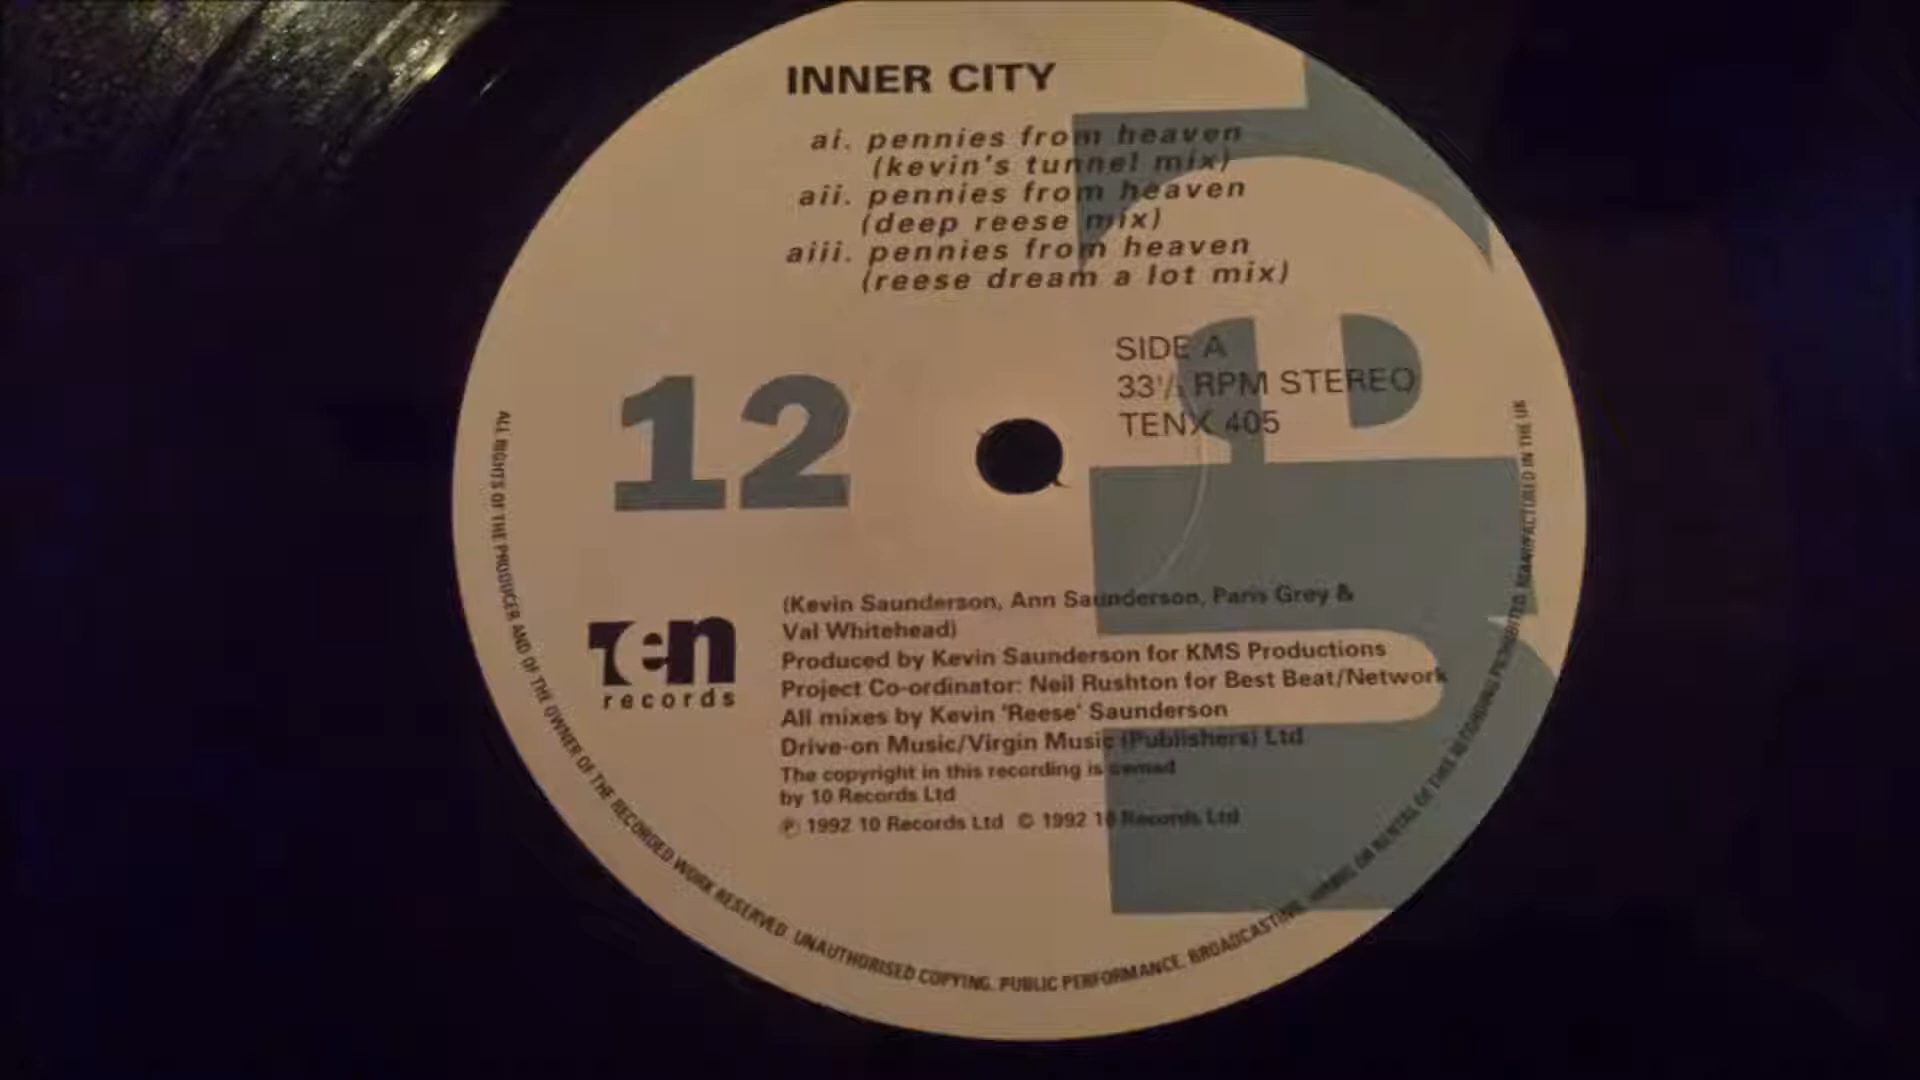 INNER CITY
ai. pennies from heaven
(kevin's tunnel mix)
aii. pennies from heaven
(deep reese mix)
aiii. pennies from heaven
(reese dream a lot mix)
SIDE A
33⅓ RPM STEREO
TENX 405
12
Ten
records
(Kevin Saunderson, Ann Saunderson, Paris Grey &
Val Whitehead)
Produced by Kevin Saunderson for KMS Productions
Project Co-ordinator: Neil Rushton for Best Beat/Network
All mixes by Kevin 'Reese' Saunderson
Drive-on Music/Virgin Music (Publishers) Ltd
The copyright in this recording is owned
by 10 Records Ltd
℗ 1992 10 Records Ltd © 1992 10 Records Ltd
ALL RIGHTS OF THE PRODUCER AND OF THE OWNER OF THE RECORDED WORK RESERVED. UNAUTHORISED COPYING, PUBLIC PERFORMANCE, BROADCASTING, HIRING OR RENTAL OF THIS RECORDING PROHIBITED. MANUFACTURED IN THE UK